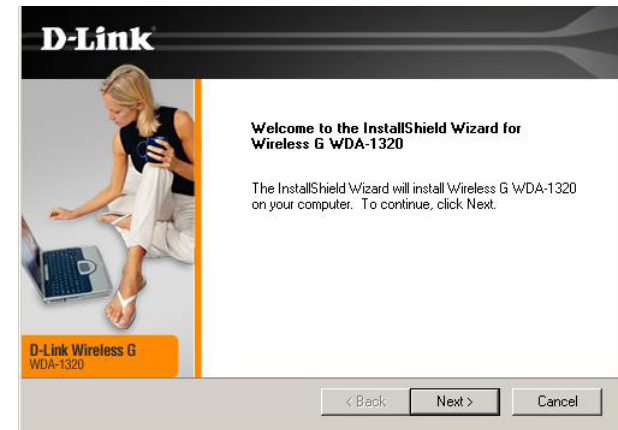 D-Link
Welcome to the InstallShield Wizard for
Wireless G WDA-1320
The InstallShield Wizard will install Wireless G WDA-1320
on your computer. To continue, click Next.
D-Link Wireless G
WDA-1320
< Back
Next >
Cancel